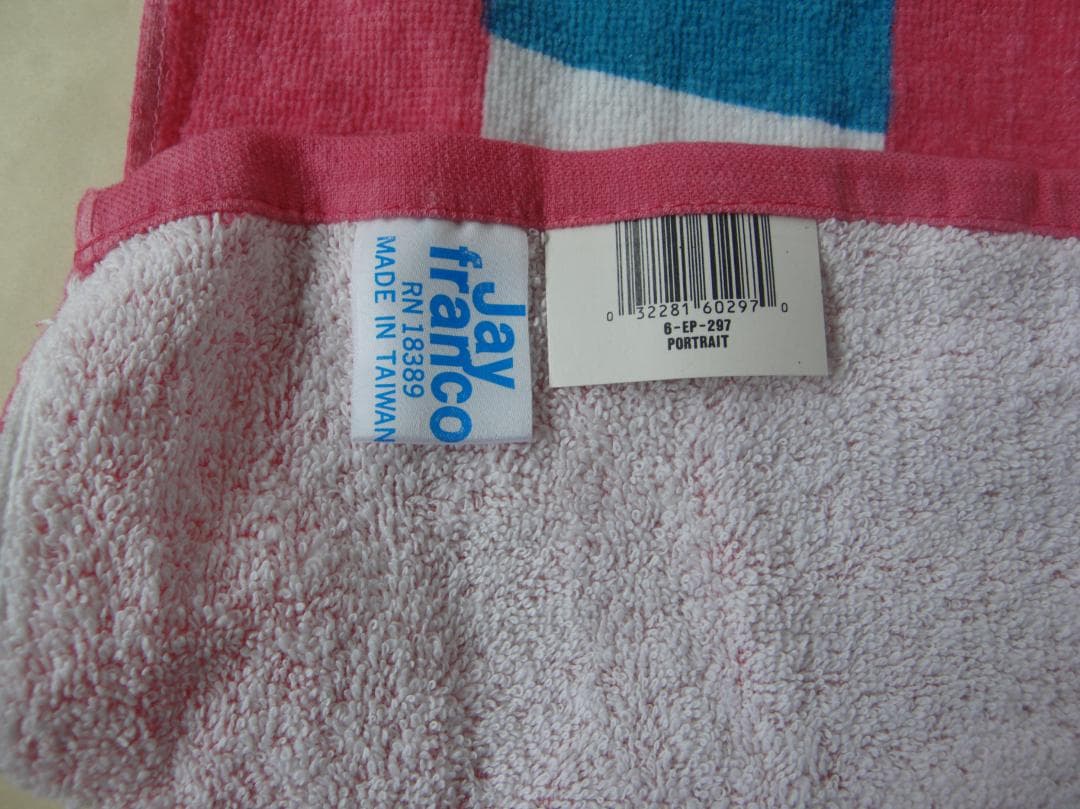 Jay
franco
RN 18389
MADE IN TAIWAN
0 32281 60297 0
6-EP-297
PORTRAIT